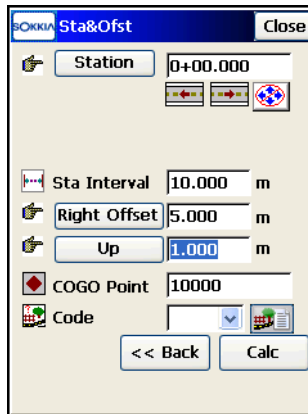 SOKKIA Sta&Ofst Close
Station 0+00.000
Sta Interval 10.000 m
Right Offset 5.000 m
Up 1.000 m
COGO Point 10000
Code
<< Back Calc